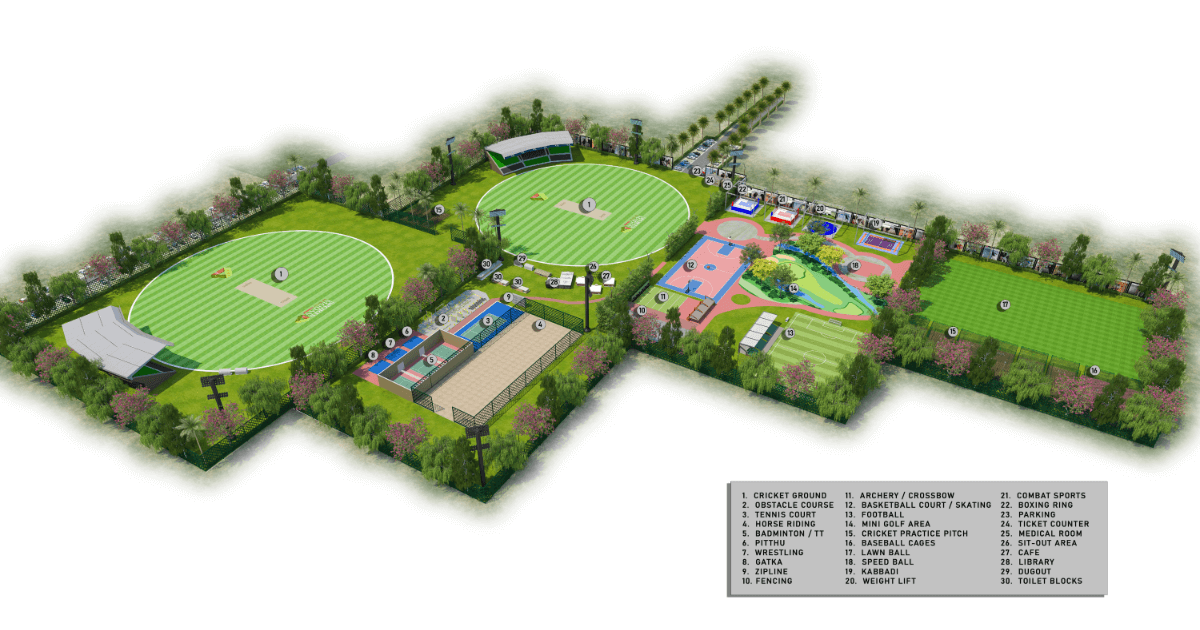 1
1
15
23
24
25
22
21
20
19
30
29
26
30
30
28
27
12
18
14
17
11
10
9
2
3
4
6
7
8
5
13
15
16
1. CRICKET GROUND
2. OBSTACLE COURSE
3. TENNIS COURT
4. HORSE RIDING
5. BADMINTON / TT
6. PITTHU
7. WRESTLING
8. GATKA
9. ZIPLINE
10. FENCING
11. ARCHERY / CROSSBOW
12. BASKETBALL COURT / SKATING
13. FOOTBALL
14. MINI GOLF AREA
15. CRICKET PRACTICE PITCH
16. BASEBALL CAGES
17. LAWN BALL
18. SPEED BALL
19. KABBADI
20. WEIGHT LIFT
21. COMBAT SPORTS
22. BOXING RING
23. PARKING
24. TICKET COUNTER
25. MEDICAL ROOM
26. SIT-OUT AREA
27. CAFE
28. LIBRARY
29. DUGOUT
30. TOILET BLOCKS